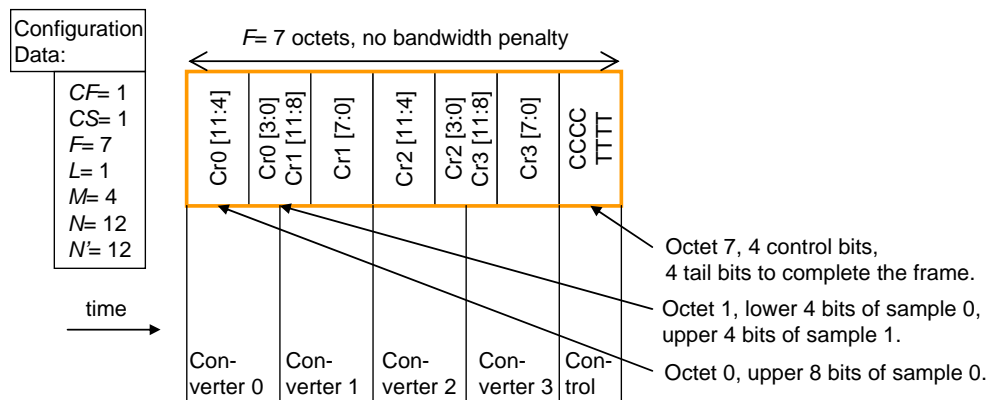 Configuration
Data:
CF= 1
CS= 1
F= 7
L= 1
M= 4
N= 12
N'= 12
time
F= 7 octets, no bandwidth penalty
Cr0 [11:4]
Cr0 [3:0]
Cr1 [11:8]
Cr1 [7:0]
Cr2 [11:4]
Cr2 [3:0]
Cr3 [11:8]
Cr3 [7:0]
CCCC
TTTT
Octet 7, 4 control bits,
4 tail bits to complete the frame.
Octet 1, lower 4 bits of sample 0,
upper 4 bits of sample 1.
Octet 0, upper 8 bits of sample 0.
Con-
verter 0
Con-
verter 1
Con-
verter 2
Con-
verter 3
Con-
trol